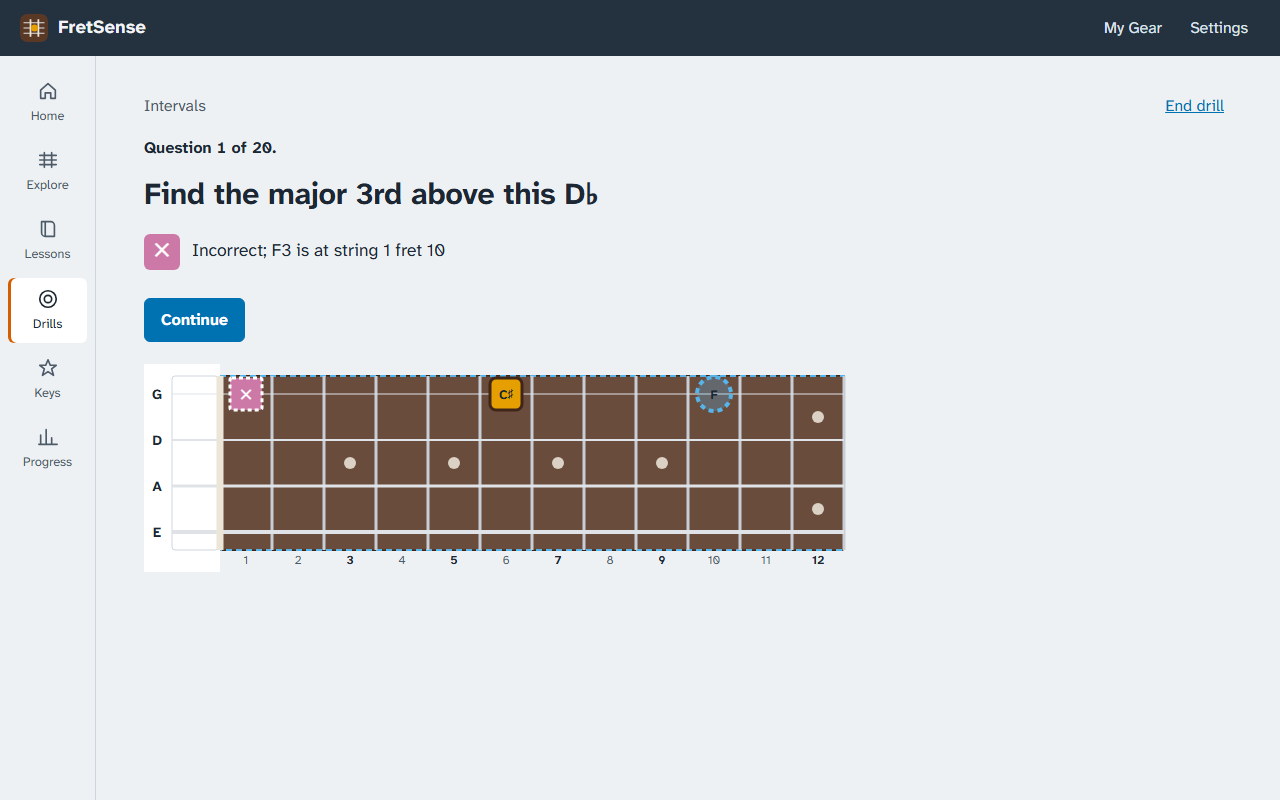 FretSense
My Gear
Settings
Home
Explore
Lessons
Drills
Keys
Progress
Intervals
End drill
Question 1 of 20.
Find the major 3rd above this D♭
Incorrect; F3 is at string 1 fret 10
Continue
G
C♯
F
D
A
E
1 2 3 4 5 6 7 8 9 10 11 12